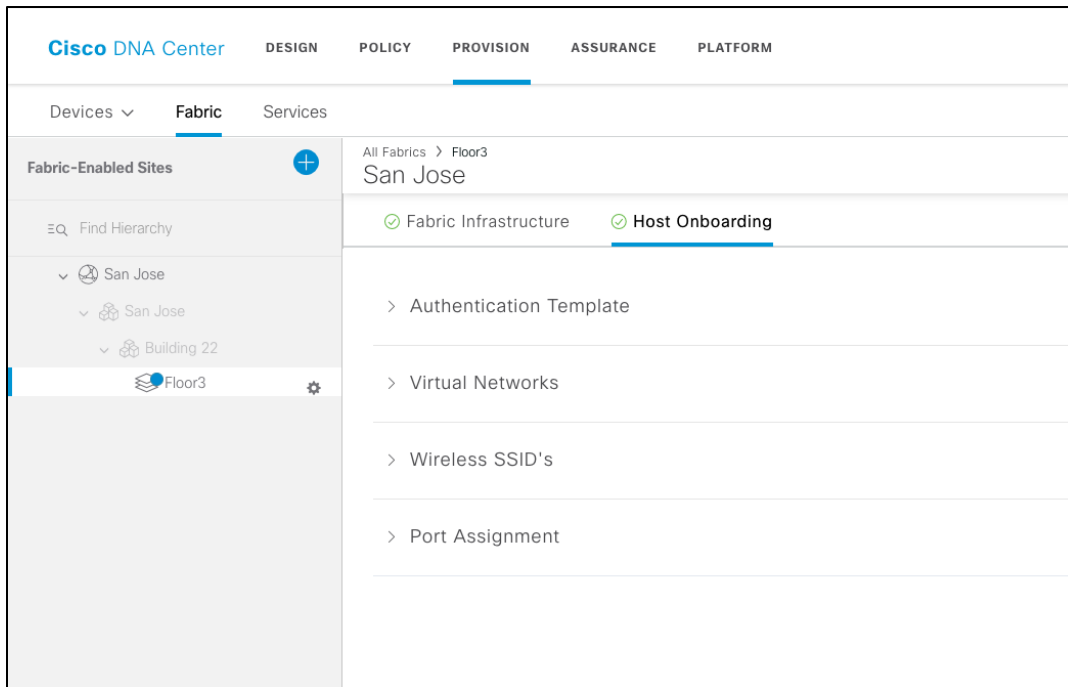 Cisco DNA Center DESIGN POLICY PROVISION ASSURANCE PLATFORM
Devices Fabric Services
Fabric-Enabled Sites
Find Hierarchy
San Jose
San Jose
Building 22
Floor3
All Fabrics > Floor3
San Jose
Fabric Infrastructure Host Onboarding
Authentication Template
Virtual Networks
Wireless SSID's
Port Assignment